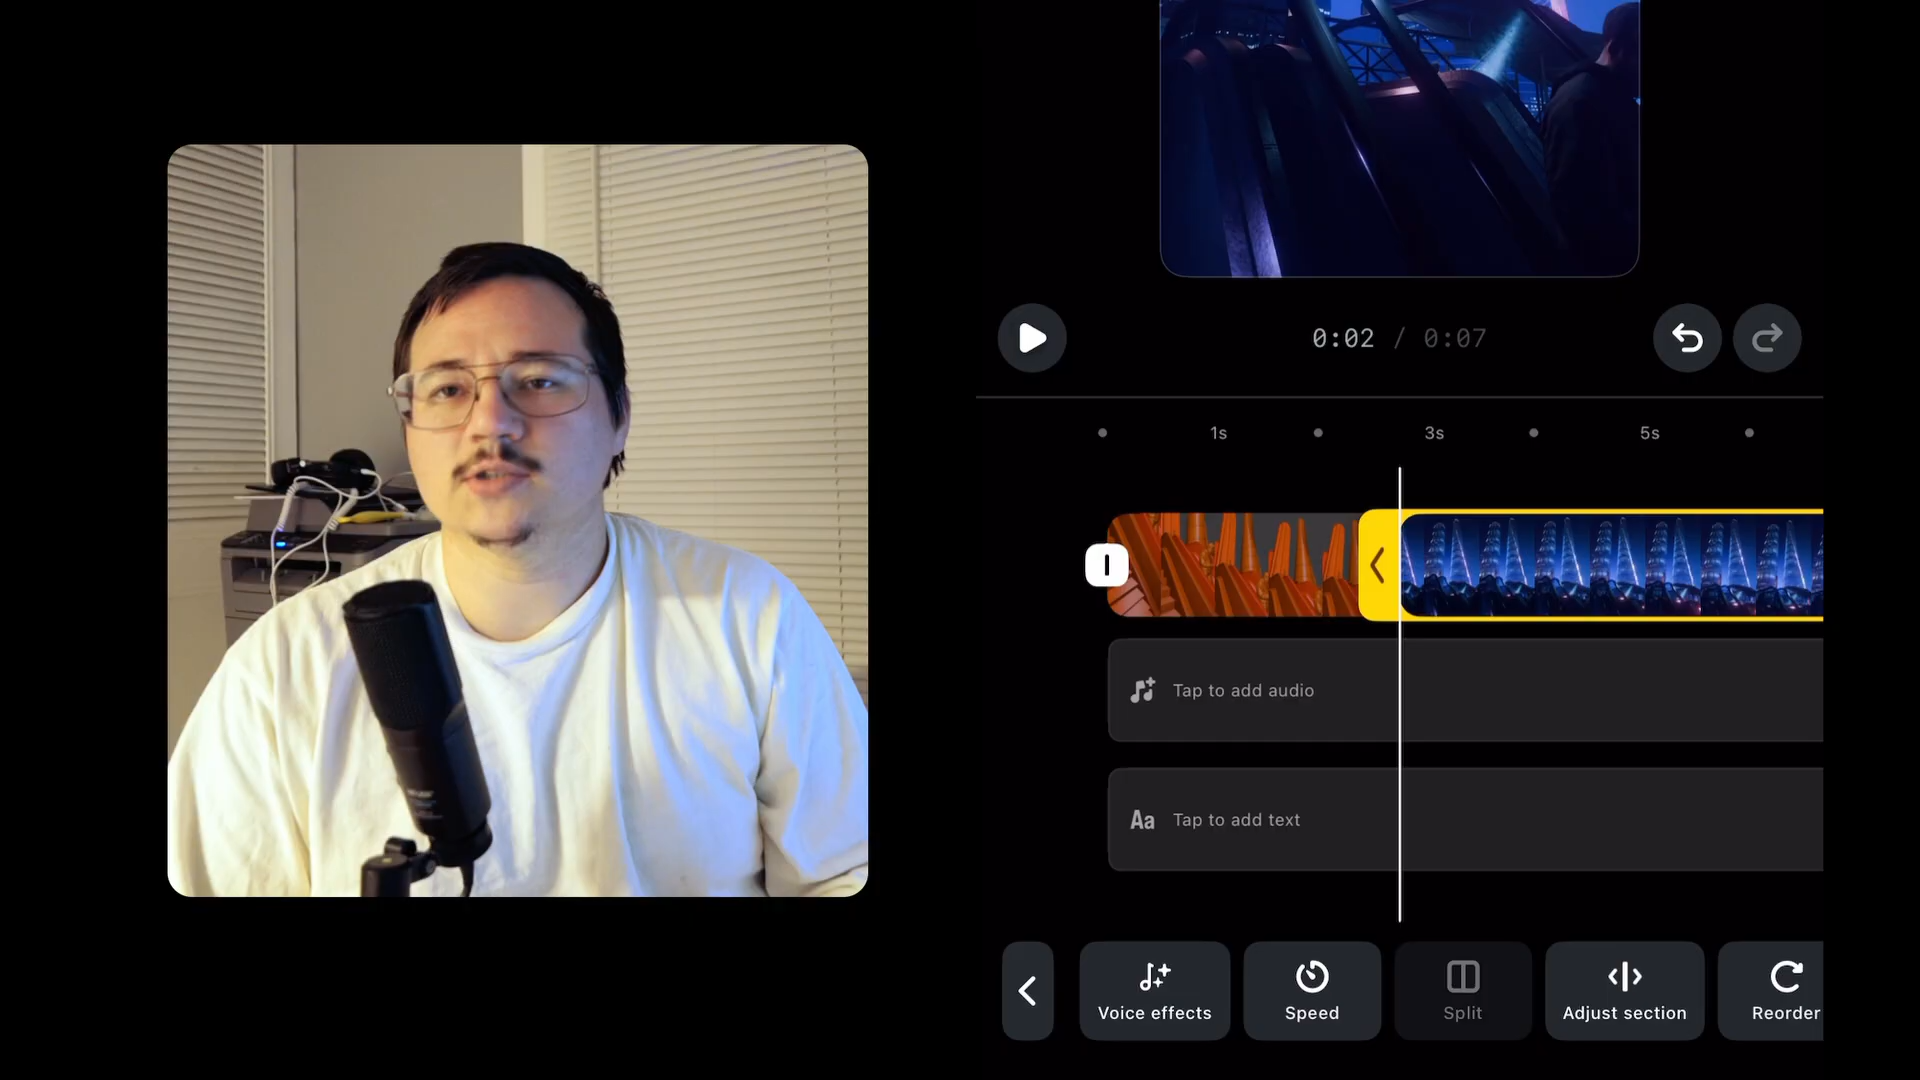 0:02 / 0:07
1s 3s 5s
Tap to add audio
Aa Tap to add text
Voice effects
Speed
Split
Adjust section
Reorder